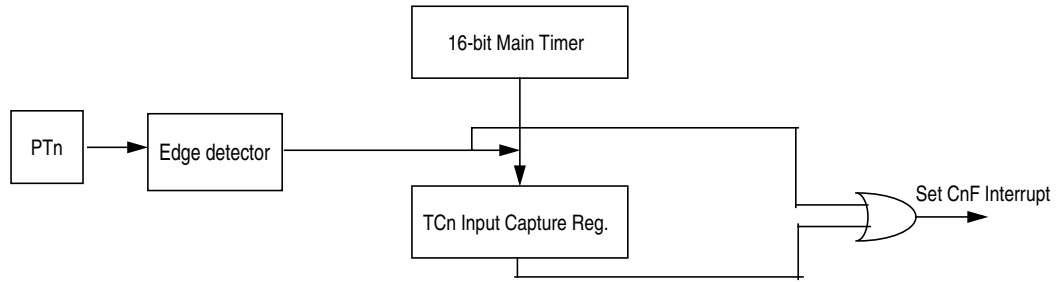 16-bit Main Timer
PTn
Edge detector
TCn Input Capture Reg.
Set CnF Interrupt